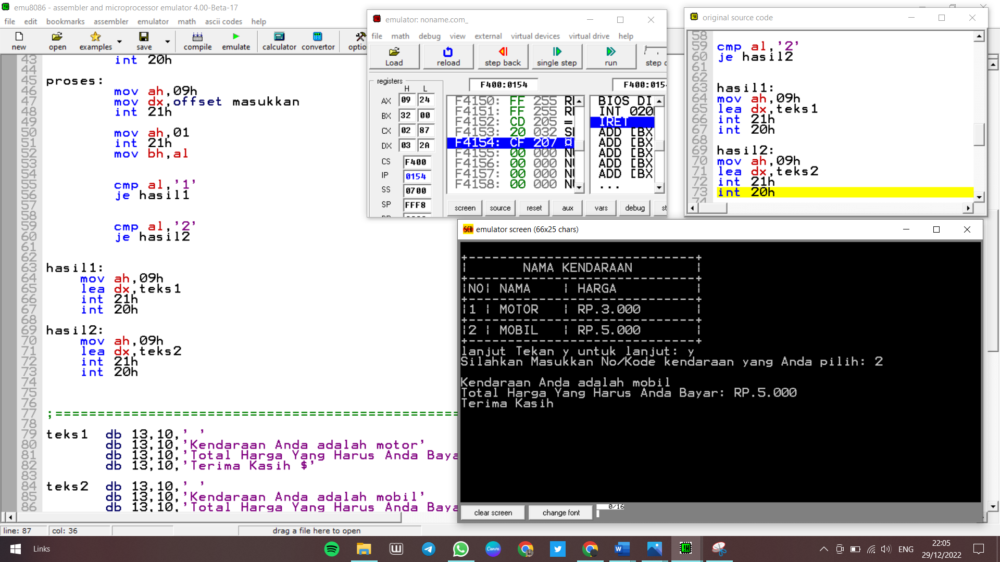 emu8086 - assembler and microprocessor emulator 4.00-Beta-17
file edit bookmarks assembler emulator math ascii codes help
new open examples save compile emulate calculator convertor
43 int 20h
44
45 proses:
46 mov ah,09h
47 mov dx,offset masukkan
48 int 21h
49
50 mov ah,01
51 int 21h
52 mov bh,al
53
54
55 cmp al,'1'
56 je hasil1
57
58
59 cmp al,'2'
60 je hasil2
61
62
63 hasil1:
64 mov ah,09h
65 lea dx,teks1
66 int 21h
67 int 20h
68
69 hasil2:
70 mov ah,09h
71 lea dx,teks2
72 int 21h
73 int 20h
74
75
76
77 ;================================================
78
79 teks1 db 13,10,' '
80 db 13,10,'Kendaraan Anda adalah motor'
81 db 13,10,'Total Harga Yang Harus Anda Baya
82 db 13,10,'Terima Kasih $'
83
84 teks2 db 13,10,' '
85 db 13,10,'Kendaraan Anda adalah mobil'
86 db 13,10,'Total Harga Yang Harus Anda Baya
line: 87 col: 36 drag a file here to open
emulator: noname.com_
file math debug view external virtual devices virtual drive help
Load reload step back single step run step
registers
H L
AX 09 24
BX 32 00
CX 02 87
DX 03 2A
CS F400
IP 0154
SS 0700
SP FFF8
F400:0154 F400:015
F4150: FF 255
F4151: FF 255
F4152: CD 205 =
F4153: 20 032
F4154: CF 207 ¤
F4155: 00 000
F4156: 00 000
F4157: 00 000
F4158: 00 000
BIOS DI
INT 020
IRET
ADD [BX
ADD [BX
ADD [BX
ADD [BX
ADD [BX
...
screen source reset aux vars debug st
original source code
58
59 cmp al,'2'
60 je hasil2
61
62
63 hasil1:
64 mov ah,09h
65 lea dx,teks1
66 int 21h
67 int 20h
68
69 hasil2:
70 mov ah,09h
71 lea dx,teks2
72 int 21h
73 int 20h
74
SCR emulator screen (66x25 chars)
+-----------------------------+
¦ NAMA KENDARAAN ¦
+-----------------------------+
¦NO¦ NAMA ¦ HARGA ¦
+-----------------------------+
¦1 ¦ MOTOR ¦ RP.3.000 ¦
+-----------------------------+
¦2 ¦ MOBIL ¦ RP.5.000 ¦
+-----------------------------+
lanjut Tekan y untuk lanjut: y
Silahkan Masukkan No/Kode kendaraan yang Anda pilih: 2
Kendaraan Anda adalah mobil
Total Harga Yang Harus Anda Bayar: RP.5.000
Terima Kasih
clear screen change font 0/16
Links
Canva
ENG
22:05
29/12/2022